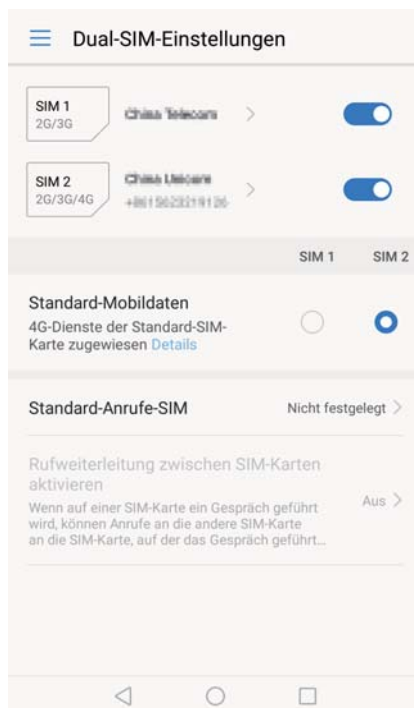 Dual-SIM-Einstellungen
SIM 1
2G/3G
China Telecom
SIM 2
2G/3G/4G
China Unicom
SIM 1 SIM 2
Standard-Mobildaten
4G-Dienste der Standard-SIM-
Karte zugewiesen Details
Standard-Anrufe-SIM Nicht festgelegt
Rufweiterleitung zwischen SIM-Karten
aktivieren
Wenn auf einer SIM-Karte ein Gespräch geführt
wird, können Anrufe an die andere SIM-Karte
an die SIM-Karte, auf der das Gespräch geführt...
Aus